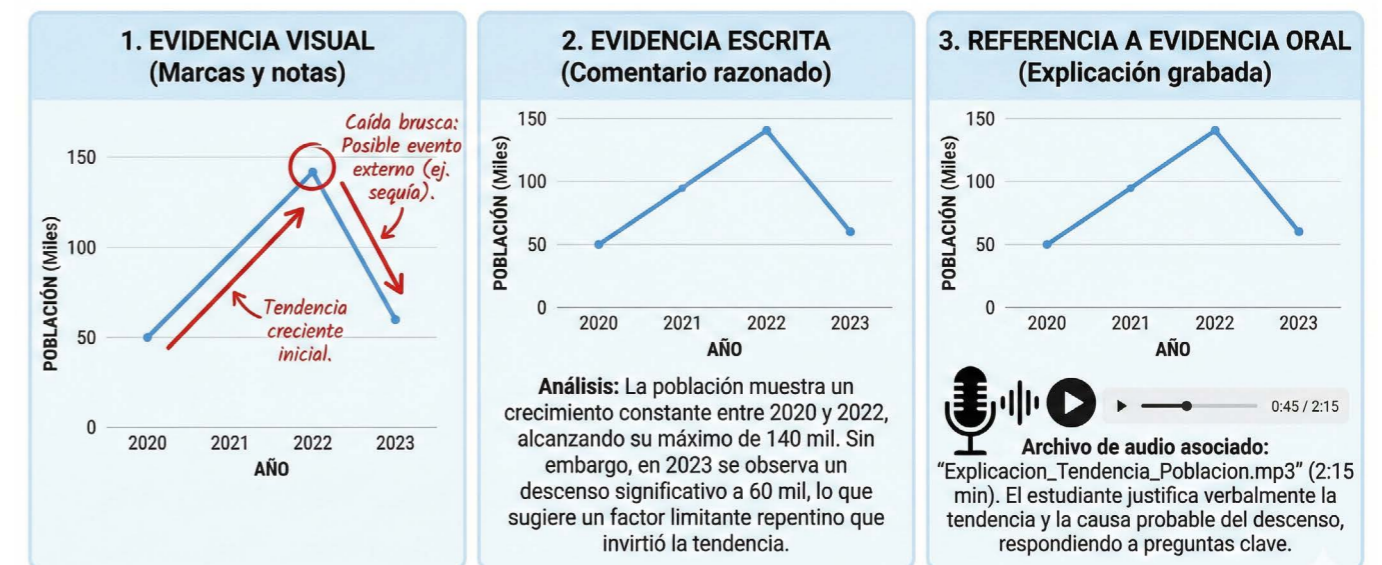 1. EVIDENCIA VISUAL
(Marcas y notas)
POBLACIÓN (Miles)
150
100
50
0
2020
2021
2022
2023
AÑO
Caída brusca:
Posible evento
externo (ej.
sequía).
Tendencia
creciente
inicial.
2. EVIDENCIA ESCRITA
(Comentario razonado)
POBLACIÓN (Miles)
150
100
50
0
2020
2021
2022
2023
AÑO
Análisis: La población muestra un
crecimiento constante entre 2020 y 2022,
alcanzando su máximo de 140 mil. Sin
embargo, en 2023 se observa un
descenso significativo a 60 mil, lo que
sugiere un factor limitante repentino que
invirtió la tendencia.
3. REFERENCIA A EVIDENCIA ORAL
(Explicación grabada)
POBLACIÓN (Miles)
150
100
50
0
2020
2021
2022
2023
AÑO
0:45 / 2:15
Archivo de audio asociado:
“Explicacion_Tendencia_Poblacion.mp3” (2:15
min). El estudiante justifica verbalmente la
tendencia y la causa probable del descenso,
respondiendo a preguntas clave.